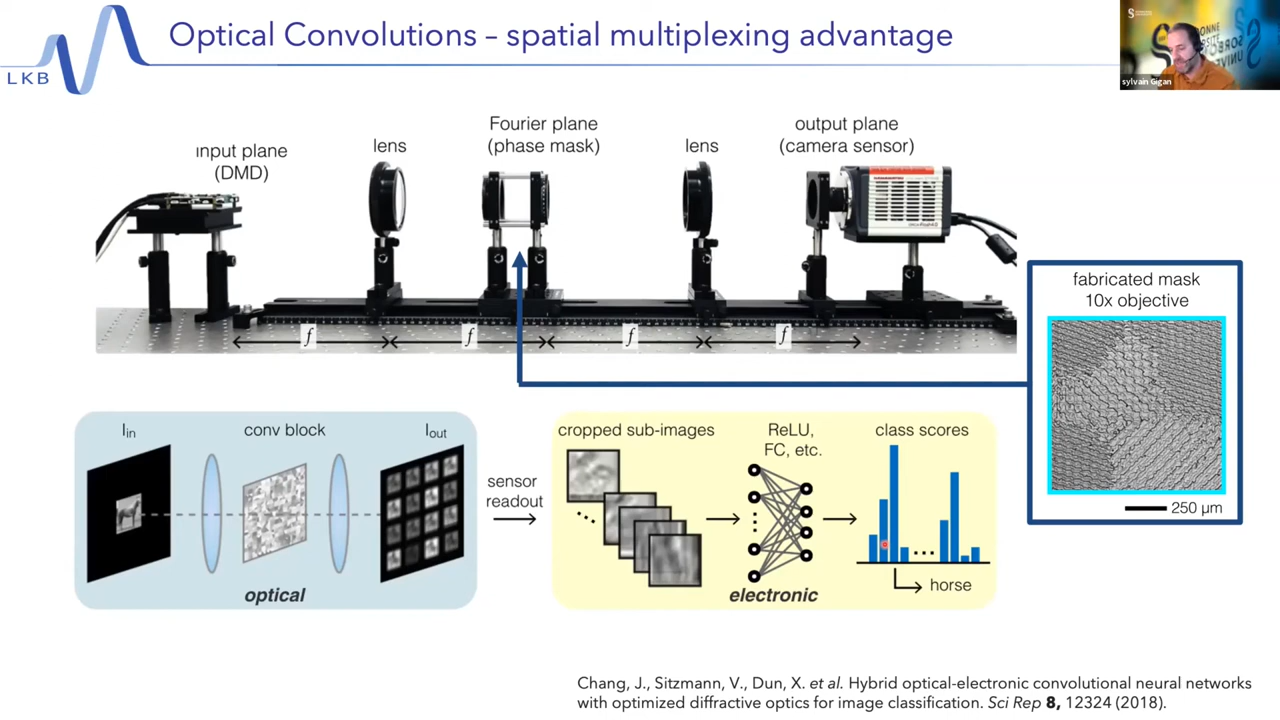 Optical Convolutions – spatial multiplexing advantage
LKB
sylvain Gigan
input plane
(DMD)
lens
Fourier plane
(phase mask)
lens
output plane
(camera sensor)
f
f
f
f
fabricated mask
10x objective
250 µm
Iin
conv block
Iout
optical
sensor
readout
cropped sub-images
ReLU,
FC, etc.
class scores
horse
electronic
Chang, J., Sitzmann, V., Dun, X. et al. Hybrid optical-electronic convolutional neural networks
with optimized diffractive optics for image classification. Sci Rep 8, 12324 (2018).